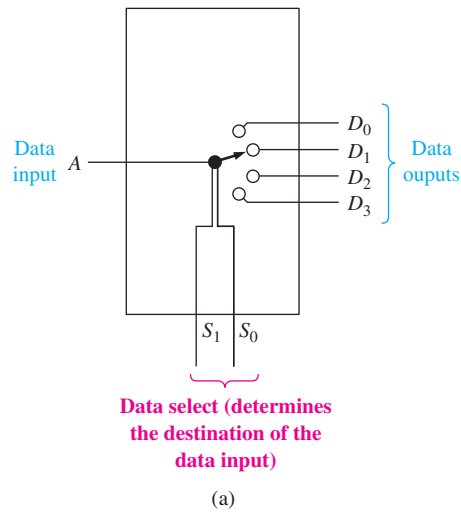 D0
Data
input
A
D1
D2
D3
Data
ouputs
S1 S0
Data select (determines
the destination of the
data input)
(a)